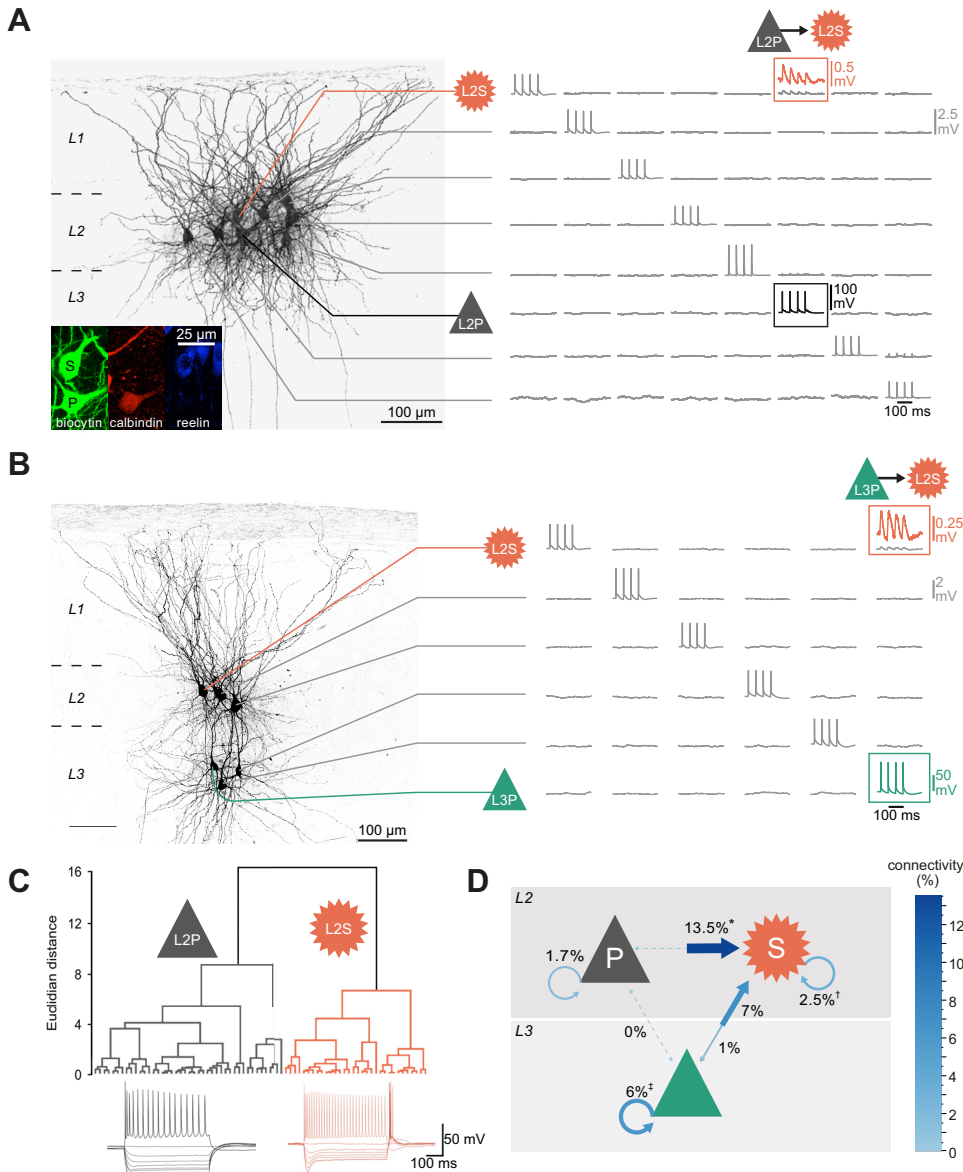 A
L2P
L2S
L2S
0.5
mV
L1
2.5
mV
L2
L3
L2P
100
mV
25 µm
S
P
biocytin
calbindin
reelin
100 µm
100 ms
B
L3P
L2S
L2S
0.25
mV
L1
2
mV
L2
L3
L3P
50
mV
100 µm
100 ms
C
16
12
8
4
0
Euclidian distance
L2P
L2S
50 mV
100 ms
D
connectivity
(%)
L2
13.5%*
P
S
1.7%
2.5%†
7%
L3
0%
1%
6%‡
12
10
8
6
4
2
0